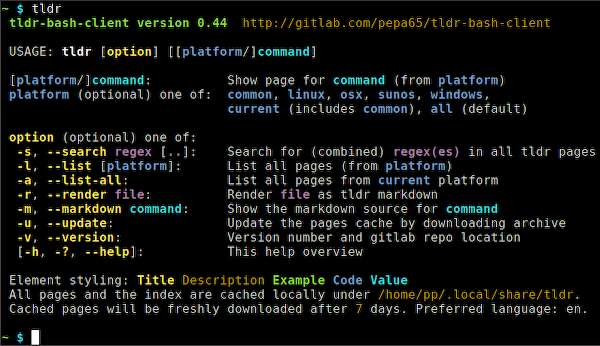 ~ $ tldr
tldr-bash-client version 0.44  http://gitlab.com/pepa65/tldr-bash-client
USAGE: tldr [option] [[platform/]command]
[platform/]command:          Show page for command (from platform)
platform (optional) one of:  common, linux, osx, sunos, windows,
current (includes common), all (default)
option (optional) one of:
-s, --search regex [..]:    Search for (combined) regex(es) in all tldr pages
-l, --list [platform]:      List all pages (from platform)
-a, --list-all:             List all pages from current platform
-r, --render file:          Render file as tldr markdown
-m, --markdown command:     Show the markdown source for command
-u, --update:               Update the pages cache by downloading archive
-v, --version:              Version number and gitlab repo location
[-h, -?, --help]:           This help overview
Element styling: Title Description Example Code Value
All pages and the index are cached locally under /home/pp/.local/share/tldr.
Cached pages will be freshly downloaded after 7 days. Preferred language: en.
~ $